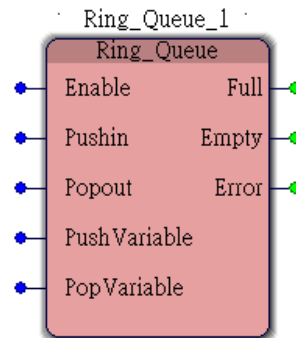 Ring_Queue_1
Ring_Queue
Enable Full
Pushin Empty
Popout Error
PushVariable
PopVariable